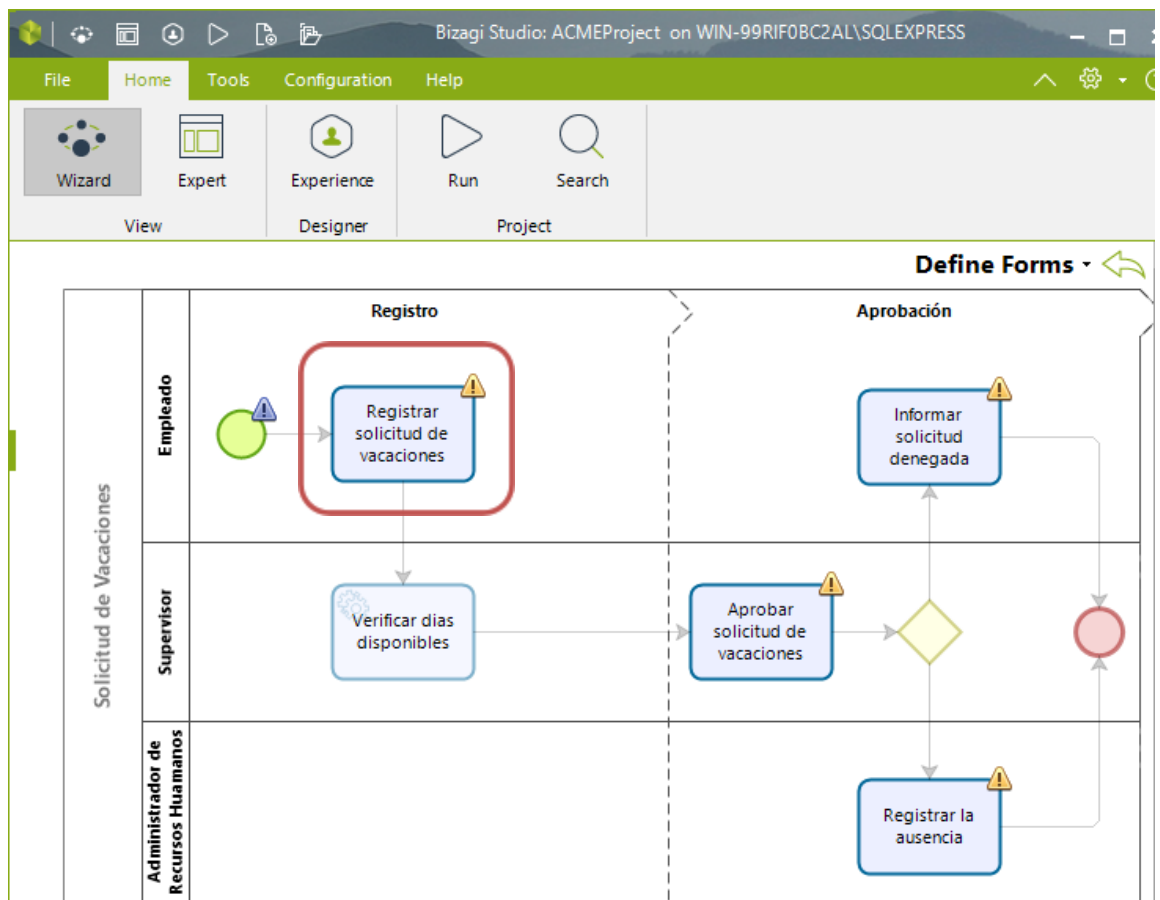 Bizagi Studio: ACMEProject on WIN-99RIF0BC2AL\SQLEXPRESS
File Home Tools Configuration Help
Wizard Expert Experience Run Search
View Designer Project
Define Forms
Registro Aprobación
Solicitud de Vacaciones
Empleado
Registrar
solicitud de
vacaciones
Informar
solicitud
denegada
Supervisor
Verificar dias
disponibles
Aprobar
solicitud de
vacaciones
Administrador de
Recursos Huamanos
Registrar la
ausencia